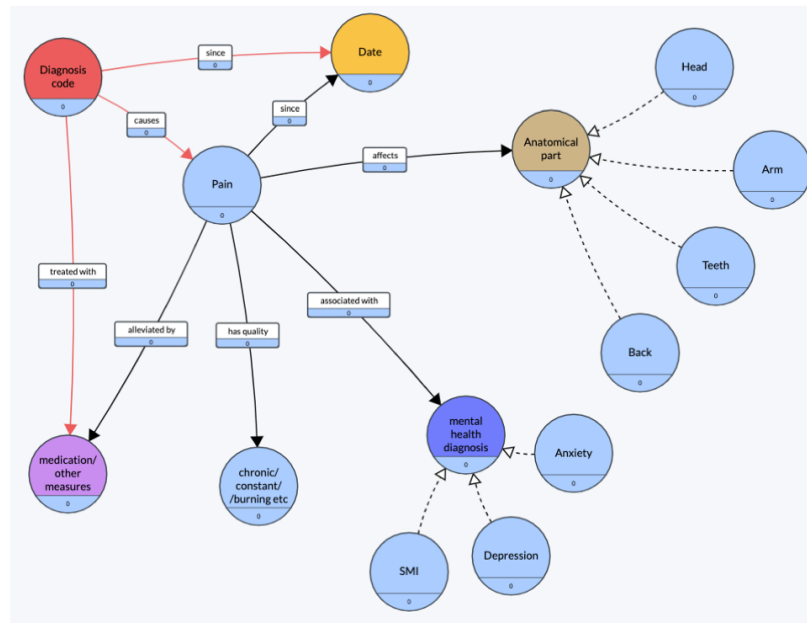 Diagnosis
code
0
since
0
Date
0
causes
0
since
0
Pain
0
affects
0
Anatomical
part
0
Head
0
Arm
0
Teeth
0
Back
0
treated with
0
alleviated by
0
has quality
0
associated with
0
medication/
other
measures
0
chronic/
constant/
/burning etc
0
mental
health
diagnosis
0
Anxiety
0
SMI
0
Depression
0